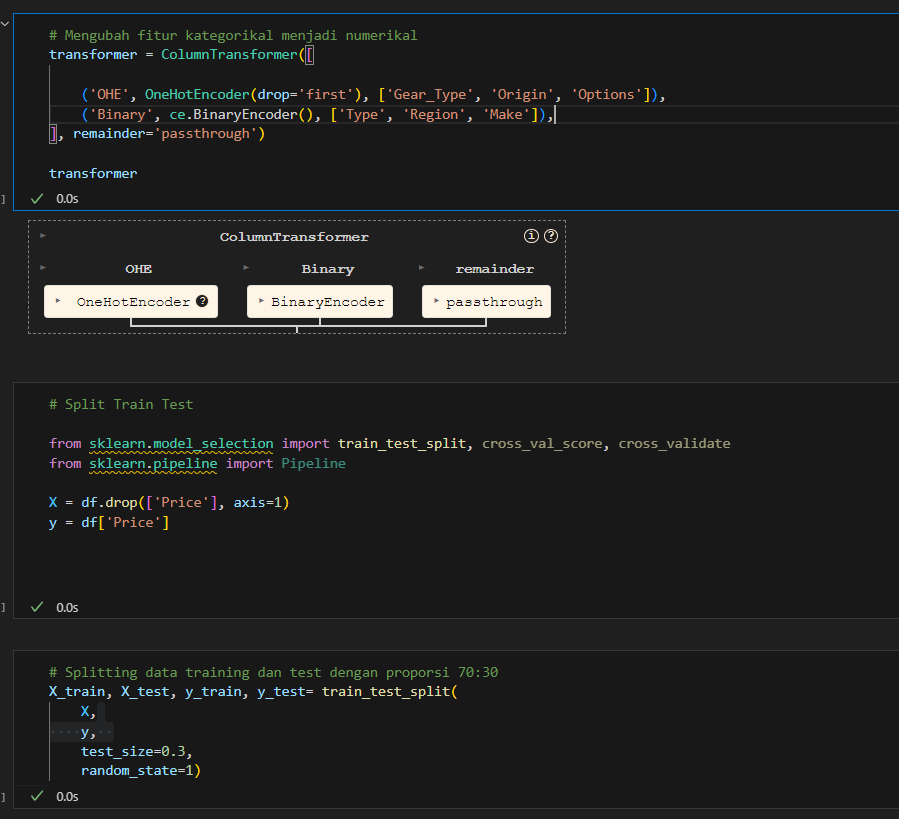 # Mengubah fitur kategorikal menjadi numerikal
transformer = ColumnTransformer([
('OHE', OneHotEncoder(drop='first'), ['Gear_Type', 'Origin', 'Options']),
('Binary', ce.BinaryEncoder(), ['Type', 'Region', 'Make']),
], remainder='passthrough')
transformer
] ✓ 0.0s
ColumnTransformer i ?
OHE Binary remainder
OneHotEncoder ? BinaryEncoder passthrough
# Split Train Test
from sklearn.model_selection import train_test_split, cross_val_score, cross_validate
from sklearn.pipeline import Pipeline
X = df.drop(['Price'], axis=1)
y = df['Price']
] ✓ 0.0s
# Splitting data training dan test dengan proporsi 70:30
X_train, X_test, y_train, y_test= train_test_split(
X,
y,
test_size=0.3,
random_state=1)
] ✓ 0.0s